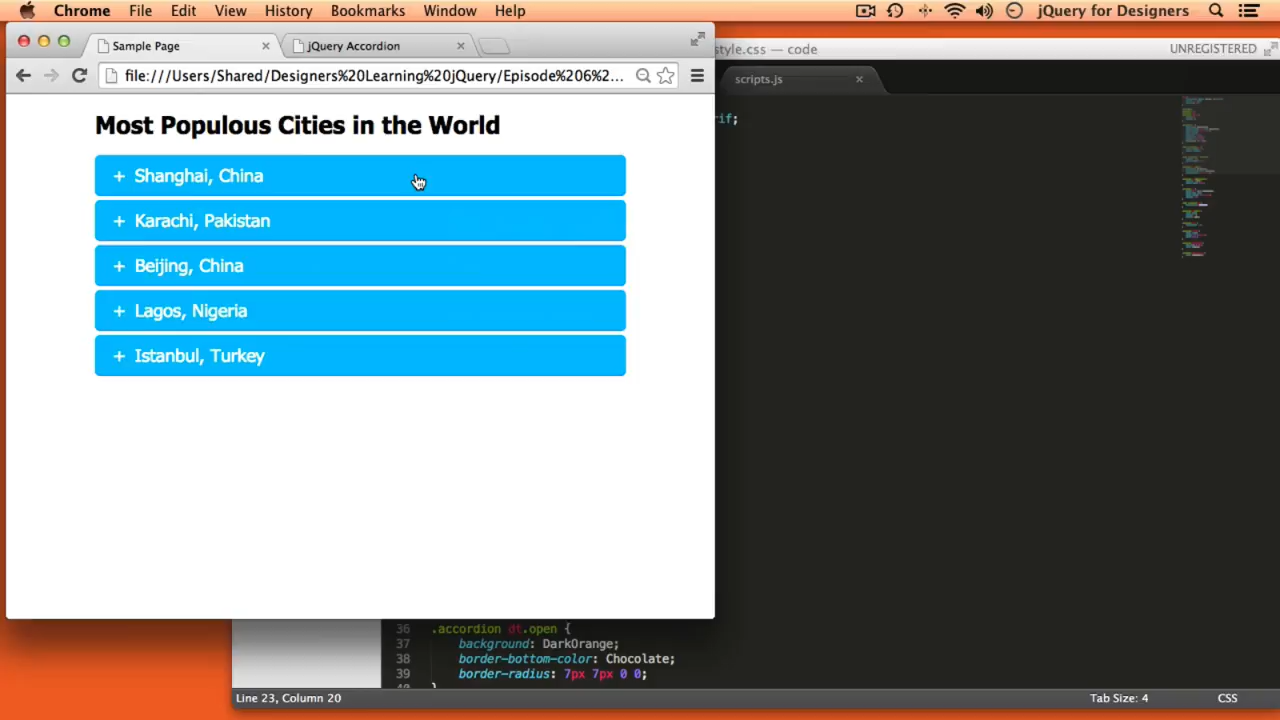 Chrome File Edit View History Bookmarks Window Help jQuery for Designers
Sample Page jQuery Accordion
style.css — code UNREGISTERED
file:///Users/Shared/Designers%20Learning%20jQuery/Episode%206%2...
scripts.js
Most Populous Cities in the World
if;
+ Shanghai, China
+ Karachi, Pakistan
+ Beijing, China
+ Lagos, Nigeria
+ Istanbul, Turkey
36 .accordion dt.open {
37 background: DarkOrange;
38 border-bottom-color: Chocolate;
39 border-radius: 7px 7px 0 0;
Line 23, Column 20 Tab Size: 4 CSS